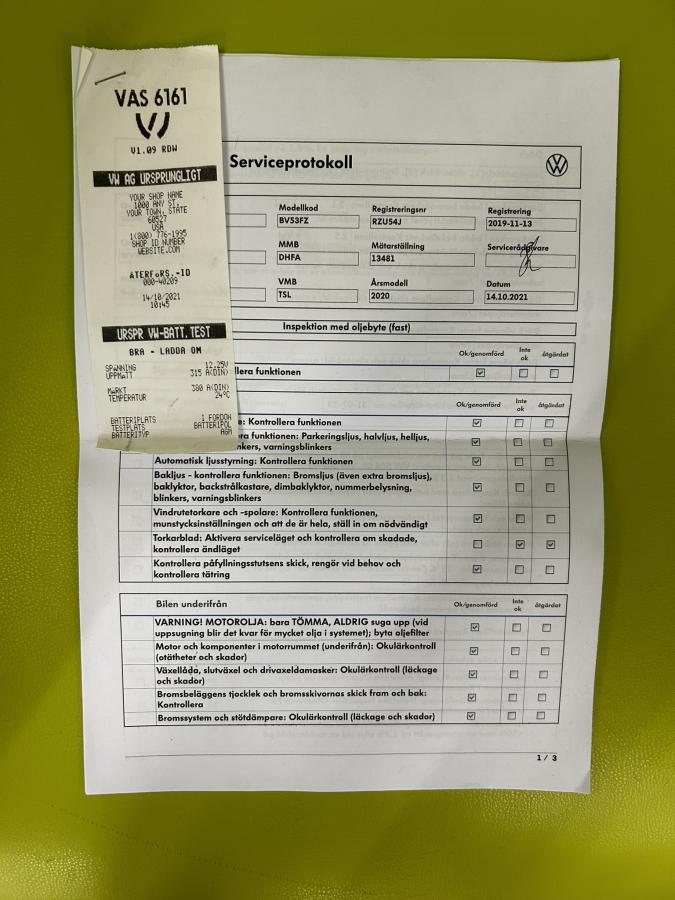 VAS 6161
V1.09 RDW
VW AG URSPRUNGLIGT
YOUR SHOP NAME
1000 ANY ST.
YOUR TOWN, STATE
60527
USA
1(800) 776-1995
SHOP ID NUMBER
WEBSITE.COM
ATERFoRS.-ID
000-40209
14/10/2021
10:45
URSPR VW-BATT.TEST
BRA - LADDA OM
SPANNING 12.25V
UPPMATT 315 A(DIN)
MARKT 380 A(DIN)
TEMPERATUR 24°C
BATTERIPLATS I FORDON
TESTPLATS BATTERIPOL
BATTERITYP AGM
Serviceprotokoll
Modellkod Registreringsnr Registrering
BV53FZ RZU54J 2019-11-13
MMB Mätarställning Servicerådgivare
DHFA 13481
VMB Årsmodell Datum
TSL 2020 14.10.2021
Inspektion med oljebyte (fast)
Ok/genomförd Inte ok åtgärdat
llera funktionen
Ok/genomförd Inte ok åtgärdat
e: Kontrollera funktionen
ra funktionen: Parkeringsljus, halvljus, helljus,
nkers, varningsblinkers
Automatisk ljusstyrning: Kontrollera funktionen
Bakljus - kontrollera funktionen: Bromsljus (även extra bromsljus),
baklyktor, backstrålkastare, dimbaklyktor, nummerbelysning,
blinkers, varningsblinkers
Vindrutetorkare och -spolare: Kontrollera funktionen,
munstycksinställningen och att de är hela, ställ in om nödvändigt
Torkarblad: Aktivera serviceläget och kontrollera om skadade,
kontrollera ändläget
Kontrollera påfyllningsstutsens skick, rengör vid behov och
kontrollera tätring
Bilen underifrån Ok/genomförd Inte ok åtgärdat
VARNING! MOTOROLJA: bara TÖMMA, ALDRIG suga upp (vid
uppsugning blir det kvar för mycket olja i systemet); byta oljefilter
Motor och komponenter i motorrummet (underifrån): Okulärkontroll
(otätheter och skador)
Växellåda, slutväxel och drivaxeldamasker: Okulärkontroll (läckage
och skador)
Bromsbeläggens tjocklek och bromsskivornas skick fram och bak:
Kontrollera
Bromssystem och stötdämpare: Okulärkontroll (läckage och skador)
1 / 3